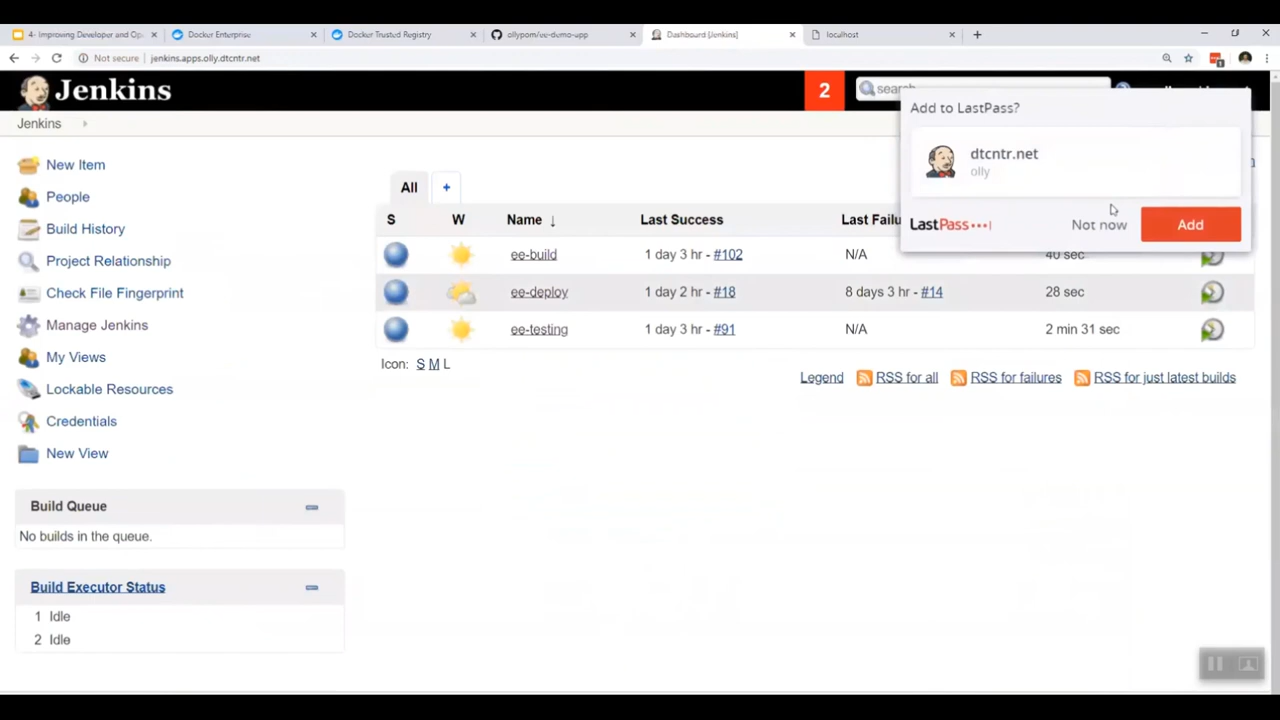 4- Improving Developer and Op
Docker Enterprise
Docker Trusted Registry
ollypom/ee-demo-app
Dashboard [Jenkins]
localhost
Not secure
jenkins.apps.olly.dtcntr.net
1
Jenkins
2
search
Jenkins
Add to LastPass?
dtcntr.net
olly
LastPass
Not now
Add
New Item
People
Build History
Project Relationship
Check File Fingerprint
Manage Jenkins
My Views
Lockable Resources
Credentials
New View
All
+
S W Name ↓ Last Success Last Failu
ee-build 1 day 3 hr - #102 N/A 40 sec
ee-deploy 1 day 2 hr - #18 8 days 3 hr - #14 28 sec
ee-testing 1 day 3 hr - #91 N/A 2 min 31 sec
Icon: S M L
Legend RSS for all RSS for failures RSS for just latest builds
Build Queue
No builds in the queue.
Build Executor Status
1 Idle
2 Idle